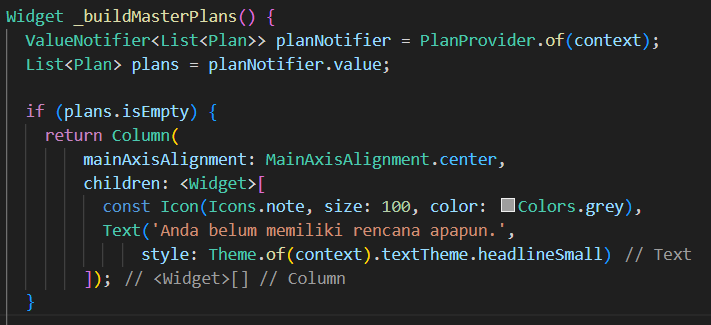 Widget _buildMasterPlans() {
  ValueNotifier<List<Plan>> planNotifier = PlanProvider.of(context);
  List<Plan> plans = planNotifier.value;

  if (plans.isEmpty) {
    return Column(
        mainAxisAlignment: MainAxisAlignment.center,
        children: <Widget>[
          const Icon(Icons.note, size: 100, color: Colors.grey),
          Text('Anda belum memiliki rencana apapun.',
              style: Theme.of(context).textTheme.headlineSmall) // Text
        ]); // <Widget>[] // Column
  }